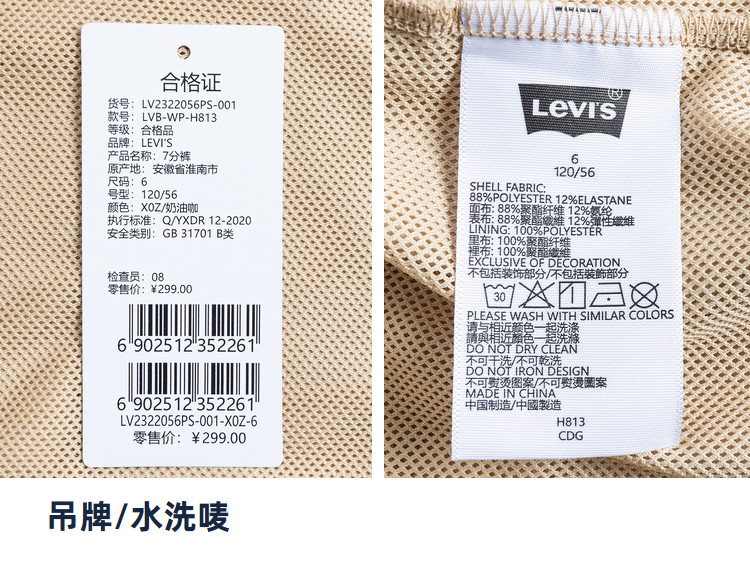 合格证
货号: LV2322056PS-001
款号: LVB-WP-H813
等级: 合格品
品牌: LEVI'S
产品名称: 7分裤
原产地: 安徽省淮南市
尺码: 6
号型: 120/56
颜色: X0Z/奶油咖
执行标准: Q/YXDR 12-2020
安全类别: GB 31701 B类
检查员: 08
零售价: ¥299.00
6 902512 352261
6 902512 352261
LV2322056PS-001-X0Z-6
零售价: ¥299.00
LEVI'S®
6
120/56
SHELL FABRIC:
88%POLYESTER 12%ELASTANE
面布: 88%聚酯纤维 12%氨纶
表布: 88%聚酯纖維 12%彈性纖維
LINING: 100%POLYESTER
里布: 100%聚酯纤维
裡布: 100%聚酯纖維
EXCLUSIVE OF DECORATION
不包括装饰部分/不包括裝飾部分
30
PLEASE WASH WITH SIMILAR COLORS
请与相近颜色一起洗涤
請與相近顏色一起洗滌
DO NOT DRY CLEAN
不可干洗/不可乾洗
DO NOT IRON DESIGN
不可熨烫图案/不可熨燙圖案
MADE IN CHINA
中国制造/中國製造
H813
CDG
吊牌/水洗唛